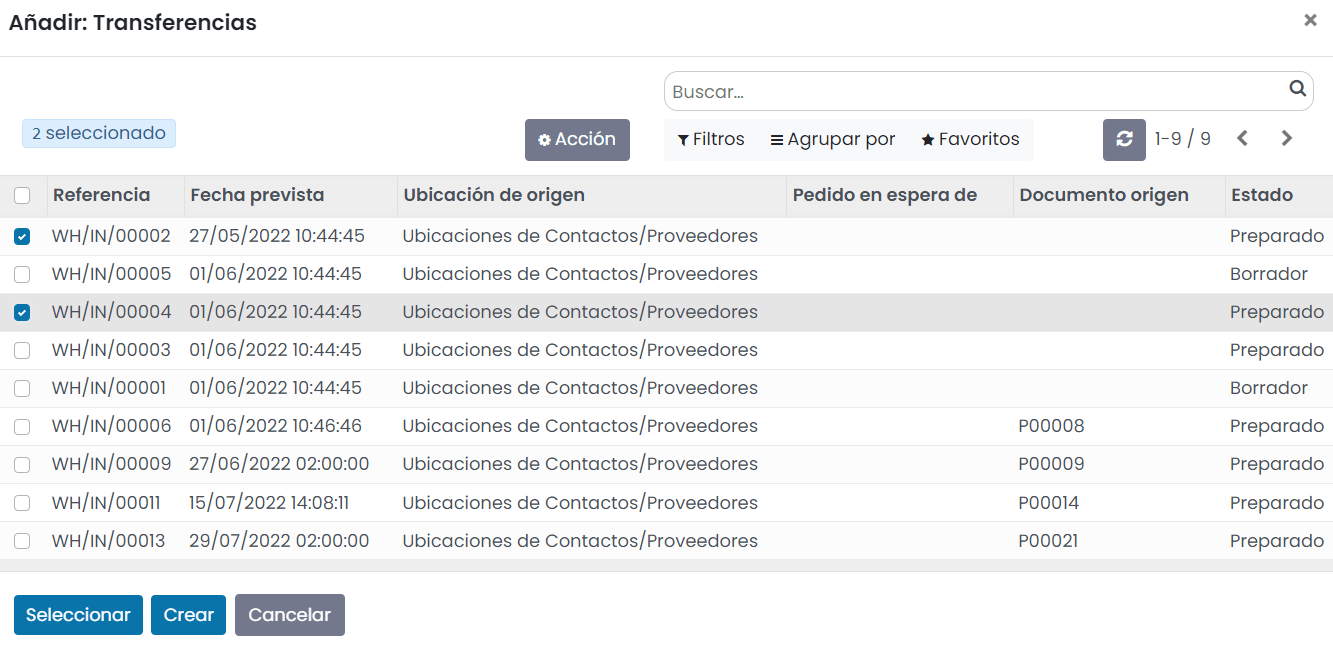 Añadir: Transferencias
Buscar...
2 seleccionado
Acción
Filtros Agrupar por Favoritos
1-9 / 9
Referencia Fecha prevista Ubicación de origen Pedido en espera de Documento origen Estado
WH/IN/00002 27/05/2022 10:44:45 Ubicaciones de Contactos/Proveedores Preparado
WH/IN/00005 01/06/2022 10:44:45 Ubicaciones de Contactos/Proveedores Borrador
WH/IN/00004 01/06/2022 10:44:45 Ubicaciones de Contactos/Proveedores Preparado
WH/IN/00003 01/06/2022 10:44:45 Ubicaciones de Contactos/Proveedores Preparado
WH/IN/00001 01/06/2022 10:44:45 Ubicaciones de Contactos/Proveedores Borrador
WH/IN/00006 01/06/2022 10:46:46 Ubicaciones de Contactos/Proveedores P00008 Preparado
WH/IN/00009 27/06/2022 02:00:00 Ubicaciones de Contactos/Proveedores P00009 Preparado
WH/IN/00011 15/07/2022 14:08:11 Ubicaciones de Contactos/Proveedores P00014 Preparado
WH/IN/00013 29/07/2022 02:00:00 Ubicaciones de Contactos/Proveedores P00021 Preparado
Seleccionar Crear Cancelar